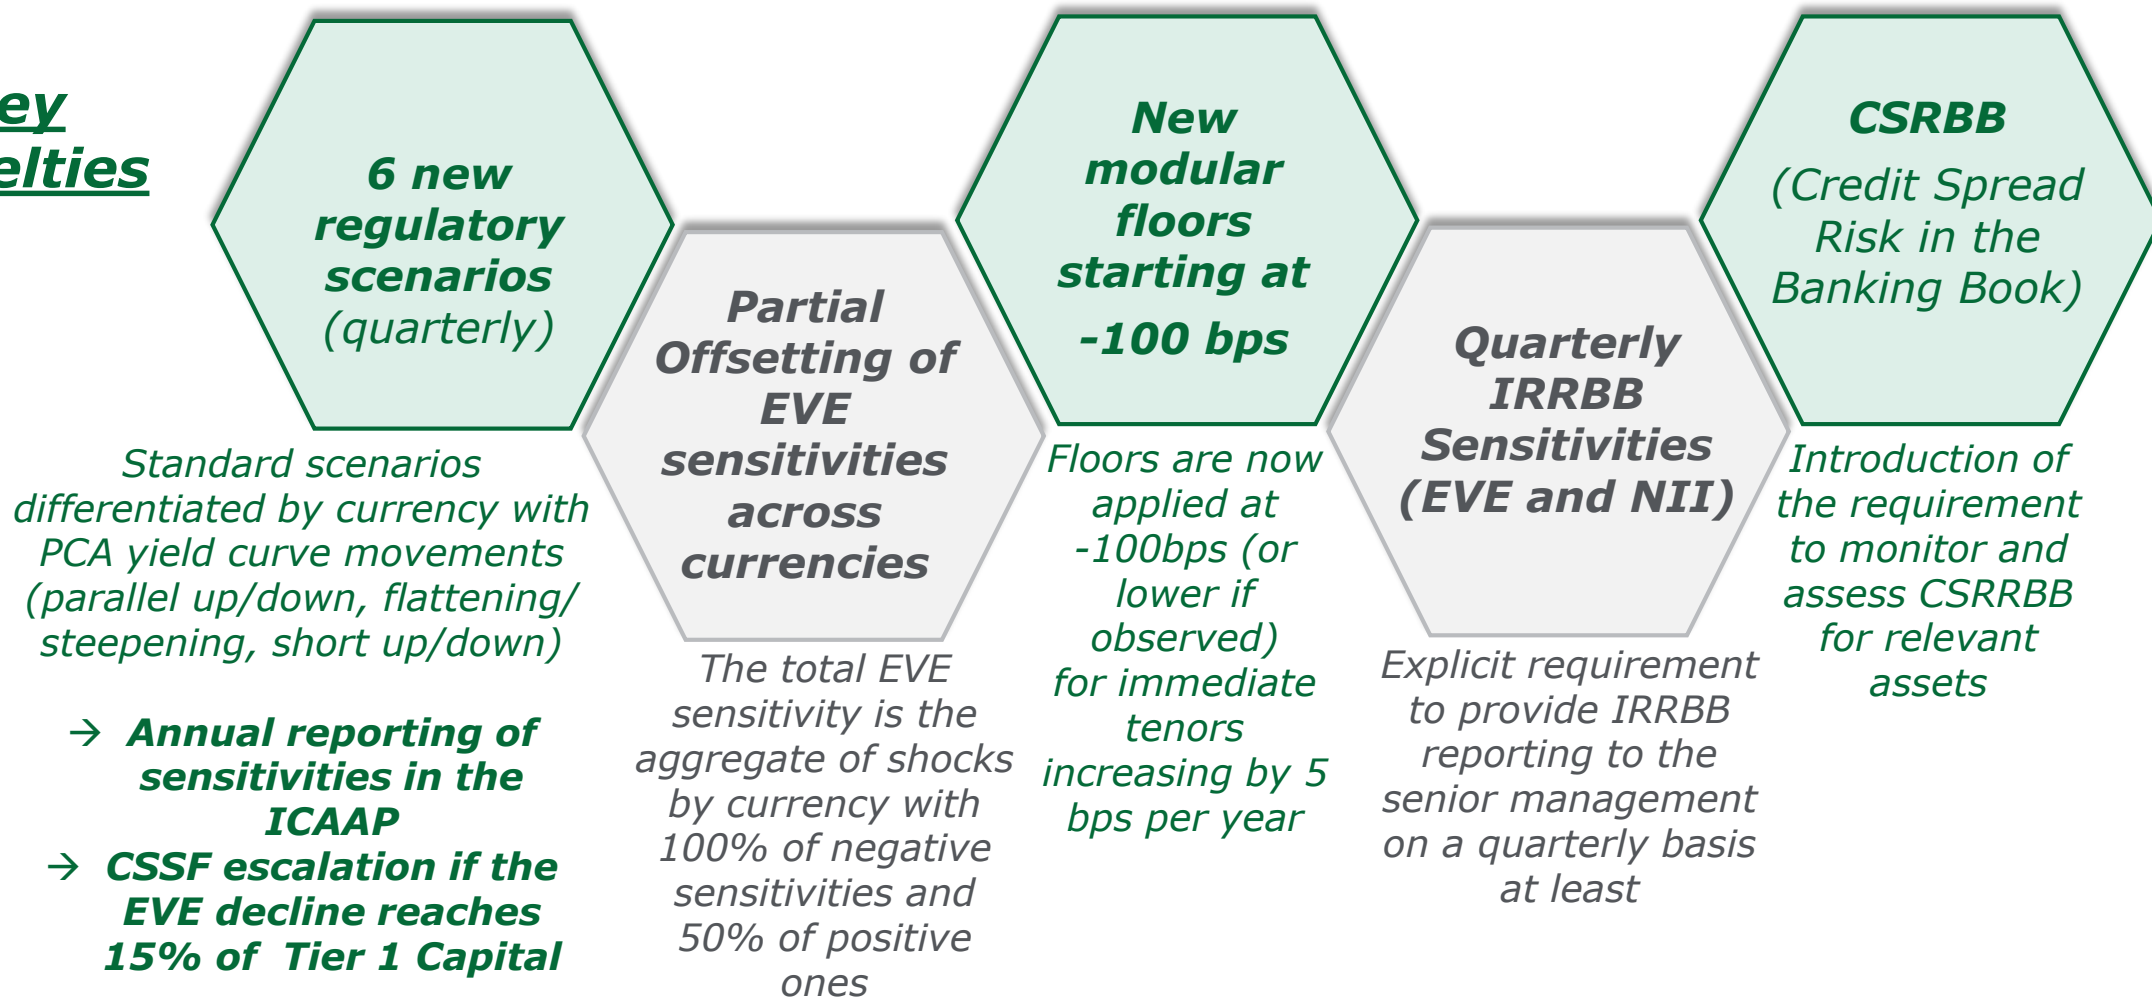 ey
elties
6 new
regulatory
scenarios
(quarterly)
Standard scenarios
differentiated by currency with
PCA yield curve movements
(parallel up/down, flattening/
steepening, short up/down)
→ Annual reporting of
sensitivities in the
ICAAP
→ CSSF escalation if the
EVE decline reaches
15% of Tier 1 Capital
Partial
Offsetting of
EVE
sensitivities
across
currencies
The total EVE
sensitivity is the
aggregate of shocks
by currency with
100% of negative
sensitivities and
50% of positive
ones
New
modular
floors
starting at
-100 bps
Floors are now
applied at
-100bps (or
lower if
observed)
for immediate
tenors
increasing by 5
bps per year
Quarterly
IRRBB
Sensitivities
(EVE and NII)
Explicit requirement
to provide IRRBB
reporting to the
senior management
on a quarterly basis
at least
CSRBB
(Credit Spread
Risk in the
Banking Book)
Introduction of
the requirement
to monitor and
assess CSRRBB
for relevant
assets